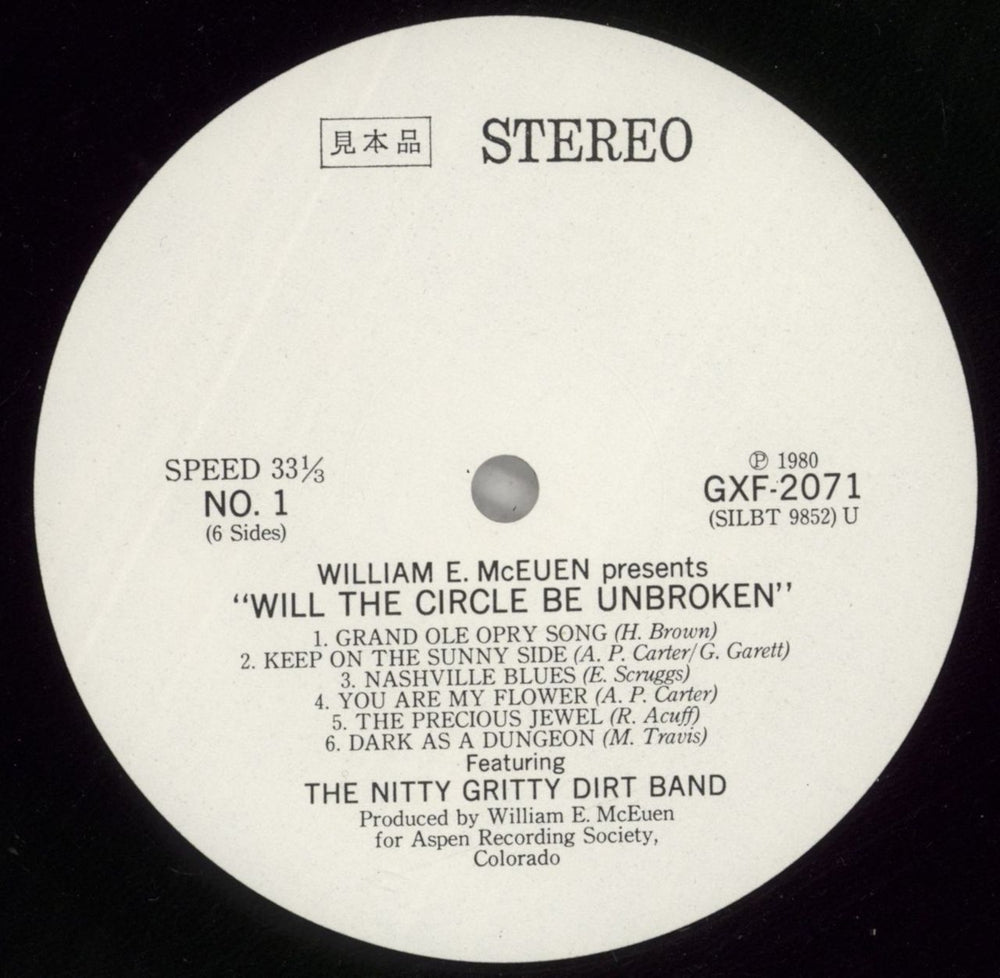 見本品 STEREO
SPEED 33⅓
NO. 1
(6 Sides)
Ⓟ 1980
GXF-2071
(SILBT 9852) U
WILLIAM E. McEUEN presents
“WILL THE CIRCLE BE UNBROKEN”
1. GRAND OLE OPRY SONG (H. Brown)
2. KEEP ON THE SUNNY SIDE (A. P. Carter/G. Garett)
3. NASHVILLE BLUES (E. Scruggs)
4. YOU ARE MY FLOWER (A. P. Carter)
5. THE PRECIOUS JEWEL (R. Acuff)
6. DARK AS A DUNGEON (M. Travis)
Featuring
THE NITTY GRITTY DIRT BAND
Produced by William E. McEuen
for Aspen Recording Society,
Colorado